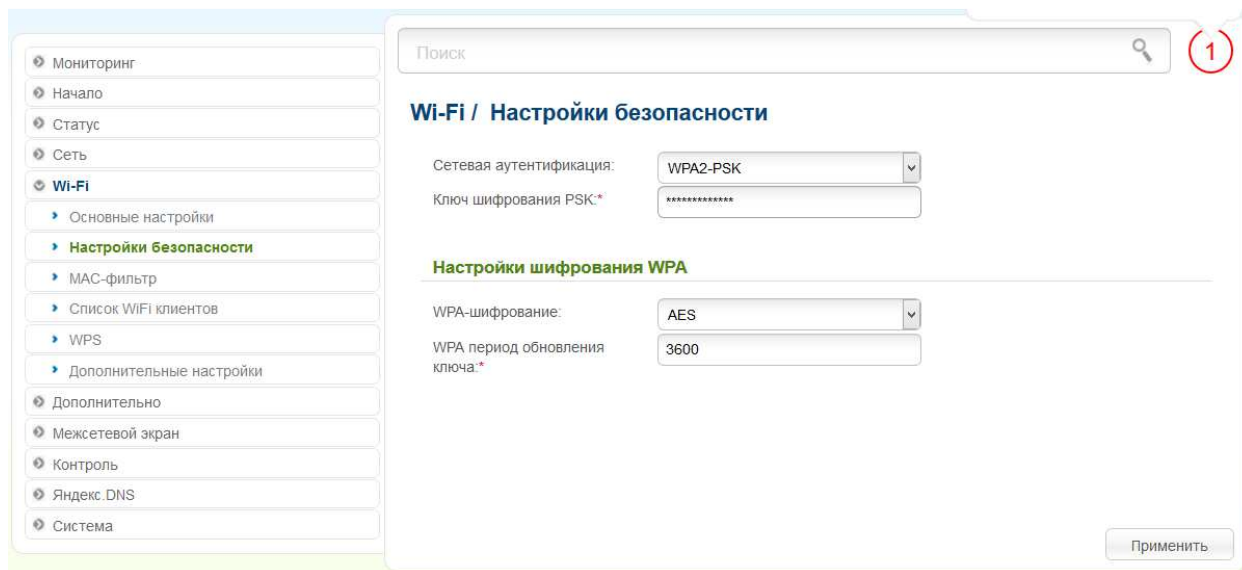 Мониторинг
Начало
Статус
Сеть
Wi-Fi
Основные настройки
Настройки безопасности
MAC-фильтр
Список WiFi клиентов
WPS
Дополнительные настройки
Дополнительно
Межсетевой экран
Контроль
Яндекс.DNS
Система
Поиск
1
Wi-Fi / Настройки безопасности
Сетевая аутентификация: WPA2-PSK
Ключ шифрования PSK:* *************
Настройки шифрования WPA
WPA-шифрование: AES
WPA период обновления 3600
ключа:*
Применить